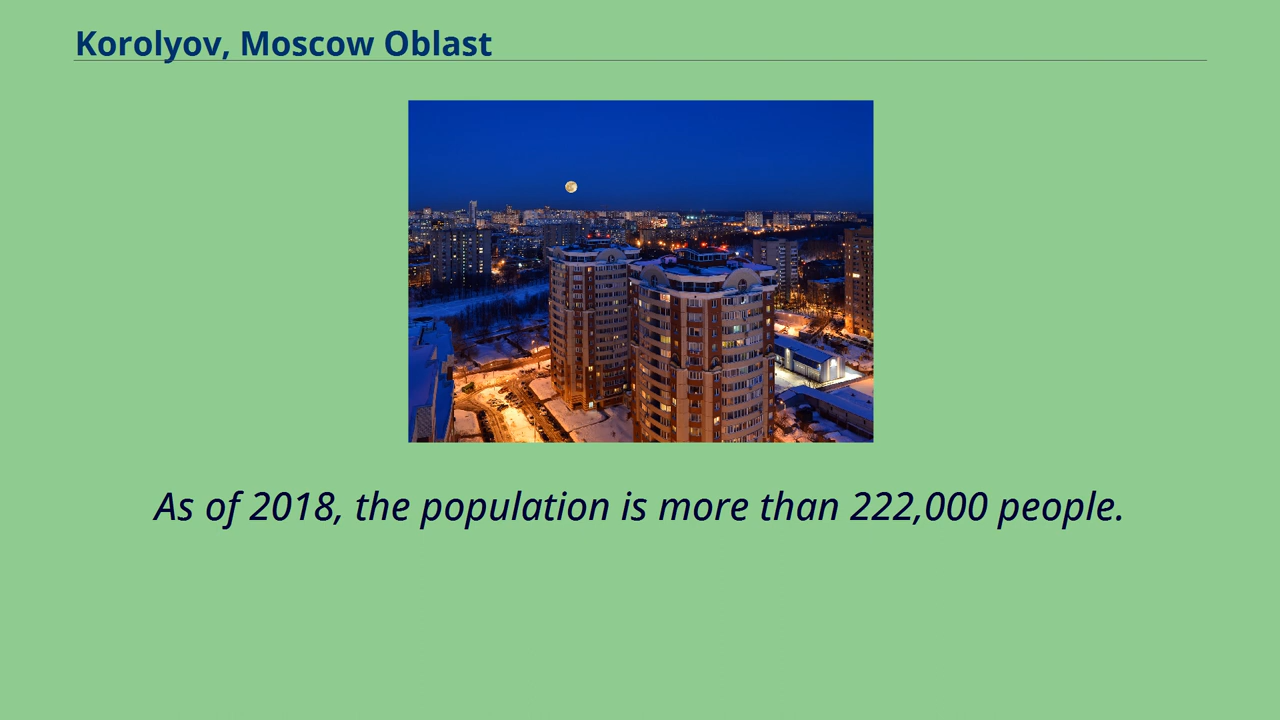 Korolyov, Moscow Oblast
As of 2018, the population is more than 222,000 people.